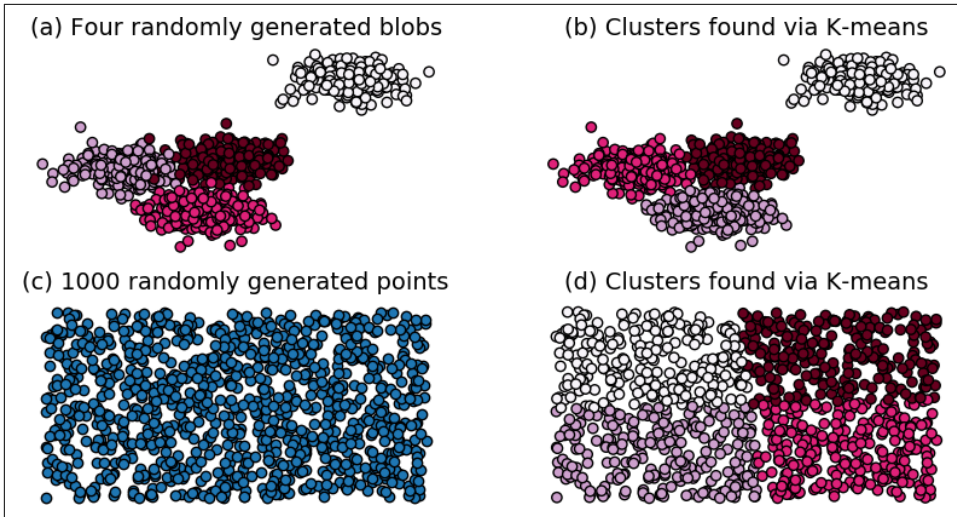 (a) Four randomly generated blobs
(b) Clusters found via K-means
(c) 1000 randomly generated points
(d) Clusters found via K-means